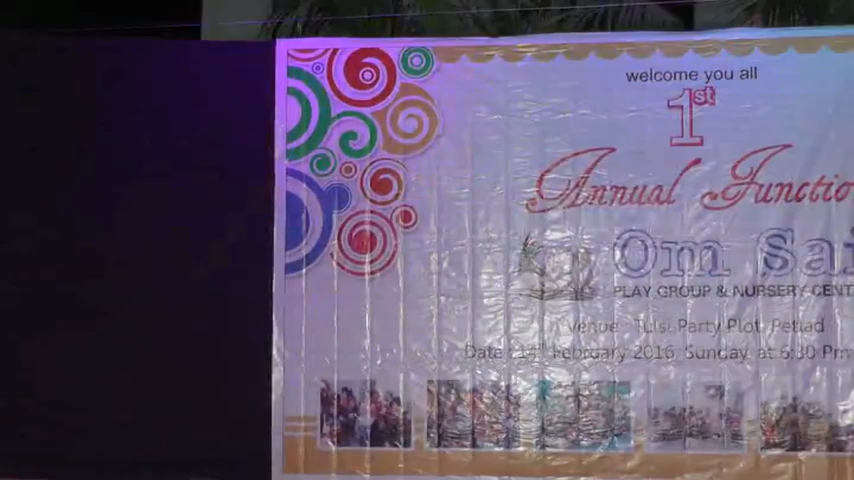 welcome you all
1st
Annual Functio
Om Sai
PLAY GROUP & NURSERY CENT
Venue : Tulsi Party Plot, Petlad
Date : 14th February 2016, Sunday at 6:30 Pm